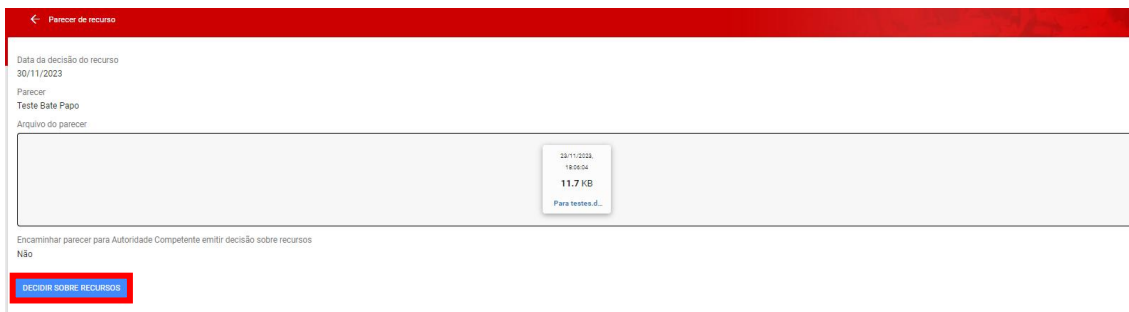 Parecer de recurso
Data da decisão do recurso
30/11/2023
Parecer
Teste Bate Papo
Arquivo do parecer
23/11/2023,
18:06:04
11.7 KB
Para testes.d...
Encaminhar parecer para Autoridade Competente emitir decisão sobre recursos
Não
DECIDIR SOBRE RECURSOS